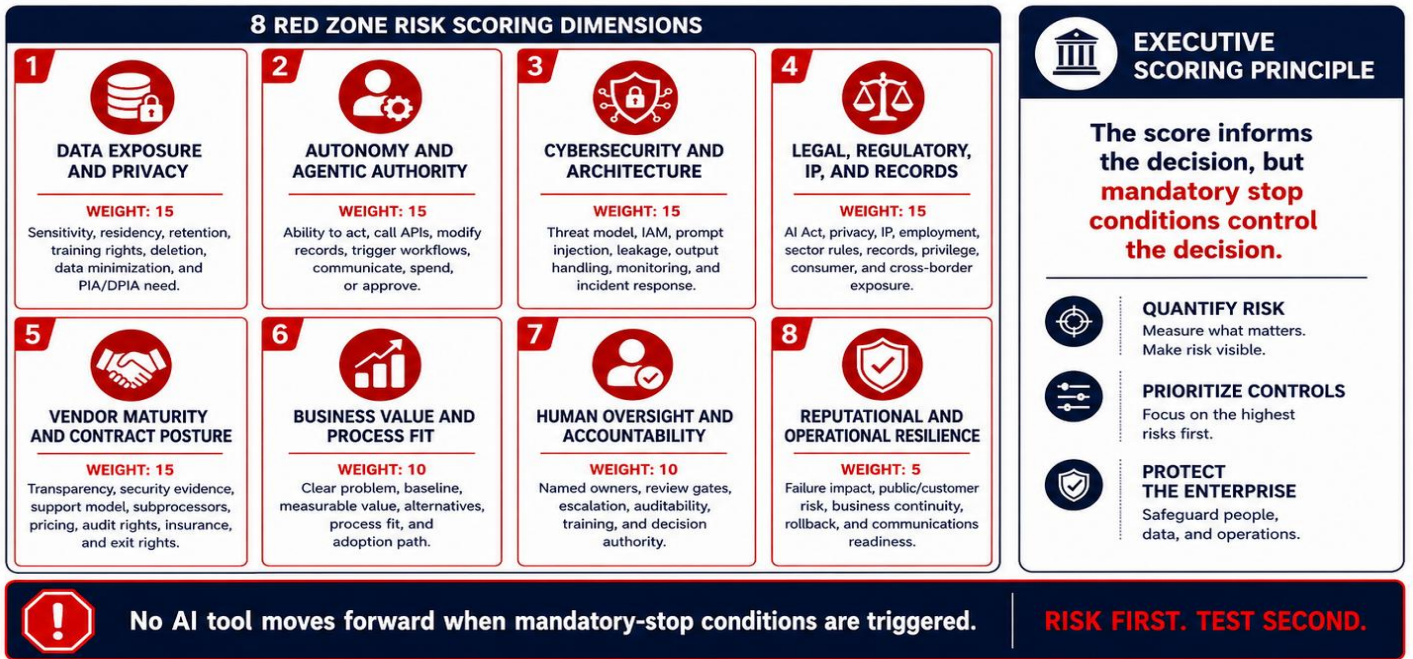 8 RED ZONE RISK SCORING DIMENSIONS
1
DATA EXPOSURE
AND PRIVACY
WEIGHT: 15
Sensitivity, residency, retention,
training rights, deletion,
data minimization, and
PIA/DPIA need.
2
AUTONOMY AND
AGENTIC AUTHORITY
WEIGHT: 15
Ability to act, call APIs, modify
records, trigger workflows,
communicate, spend,
or approve.
3
CYBERSECURITY AND
ARCHITECTURE
WEIGHT: 15
Threat model, IAM, prompt
injection, leakage, output
handling, monitoring, and
incident response.
4
LEGAL, REGULATORY,
IP, AND RECORDS
WEIGHT: 15
AI Act, privacy, IP, employment,
sector rules, records, privilege,
consumer, and cross-border
exposure.
5
VENDOR MATURITY
AND CONTRACT POSTURE
WEIGHT: 15
Transparency, security evidence,
support model, subprocessors,
pricing, audit rights, insurance,
and exit rights.
6
BUSINESS VALUE AND
PROCESS FIT
WEIGHT: 10
Clear problem, baseline,
measurable value, alternatives,
process fit, and
adoption path.
7
HUMAN OVERSIGHT AND
ACCOUNTABILITY
WEIGHT: 10
Named owners, review gates,
escalation, auditability,
training, and decision
authority.
8
REPUTATIONAL AND
OPERATIONAL RESILIENCE
WEIGHT: 5
Failure impact, public/customer
risk, business continuity,
rollback, and communications
readiness.
EXECUTIVE
SCORING PRINCIPLE
The score informs
the decision, but
mandatory stop
conditions control
the decision.
QUANTIFY RISK
Measure what matters.
Make risk visible.
PRIORITIZE CONTROLS
Focus on the highest
risks first.
PROTECT
THE ENTERPRISE
Safeguard people,
data, and operations.
No AI tool moves forward when mandatory-stop conditions are triggered.
RISK FIRST. TEST SECOND.